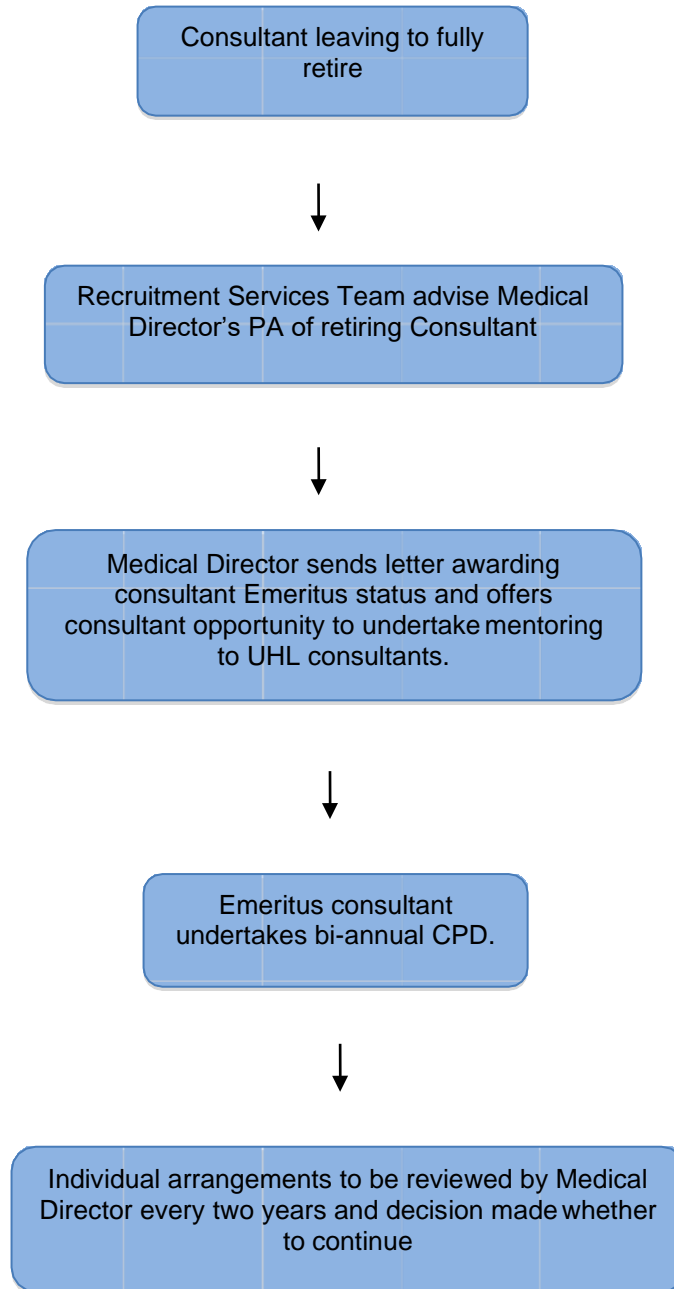 Consultant leaving to fully
retire
Recruitment Services Team advise Medical
Director’s PA of retiring Consultant
Medical Director sends letter awarding
consultant Emeritus status and offers
consultant opportunity to undertake mentoring
to UHL consultants.
Emeritus consultant
undertakes bi-annual CPD.
Individual arrangements to be reviewed by Medical
Director every two years and decision made whether
to continue